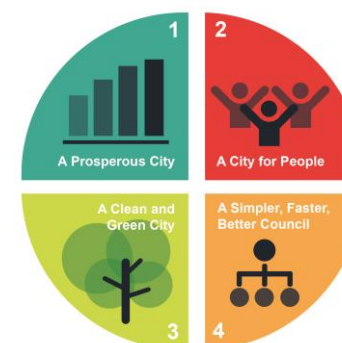 1
A Prosperous City
2
A City for People
A Clean and
Green City
3
A Simpler, Faster,
Better Council
4